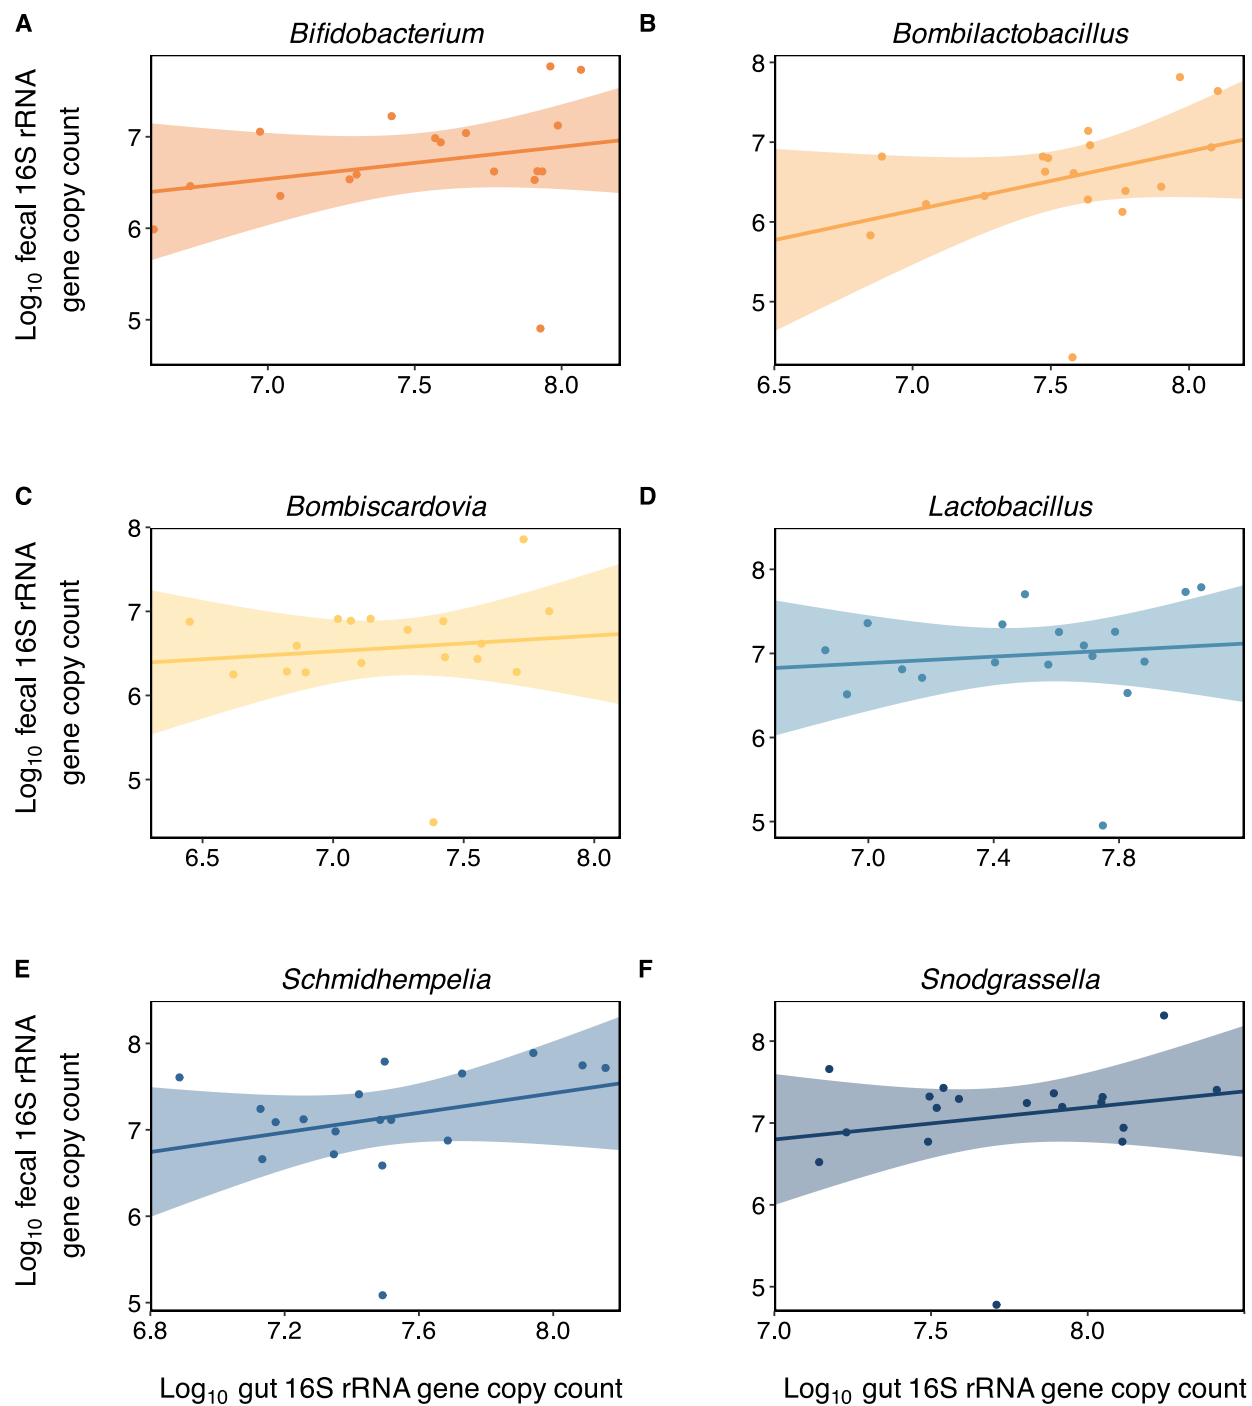 A
Bifidobacterium
Log10 fecal 16S rRNA
gene copy count
7
6
5
7.0 7.5 8.0
B
Bombilactobacillus
8
7
6
5
6.5 7.0 7.5 8.0
C
Bombiscardovia
Log10 fecal 16S rRNA
gene copy count
8
7
6
5
6.5 7.0 7.5 8.0
D
Lactobacillus
8
7
6
5
7.0 7.4 7.8
E
Schmidhempelia
Log10 fecal 16S rRNA
gene copy count
8
7
6
5
6.8 7.2 7.6 8.0
Log10 gut 16S rRNA gene copy count
F
Snodgrassella
8
7
6
5
7.0 7.5 8.0
Log10 gut 16S rRNA gene copy count